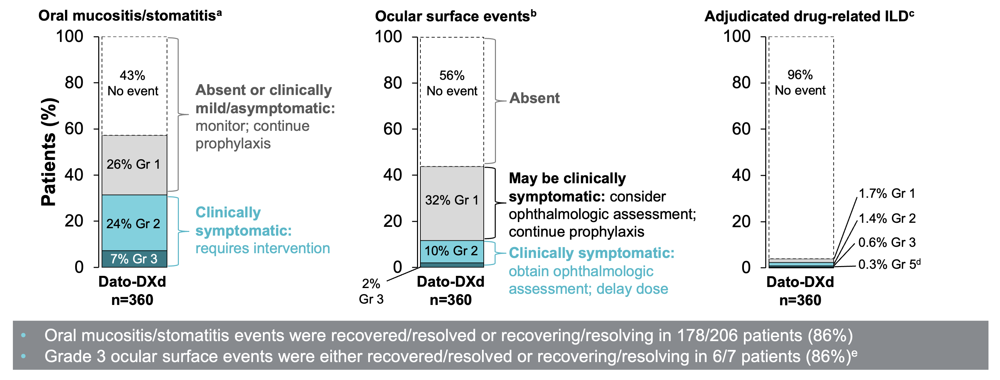 Oral mucositis/stomatitisᵃ
Patients (%)
100
80
60
40
20
0
43%
No event
26% Gr 1
24% Gr 2
7% Gr 3
Absent or clinically
mild/asymptomatic:
monitor; continue
prophylaxis
Clinically
symptomatic:
requires intervention
Dato-DXd
n=360
Ocular surface eventsᵇ
100
80
60
40
20
0
56%
No event
32% Gr 1
10% Gr 2
2%
Gr 3
Absent
May be clinically
symptomatic: consider
ophthalmologic assessment;
continue prophylaxis
Clinically symptomatic:
obtain ophthalmologic
assessment; delay dose
Dato-DXd
n=360
Adjudicated drug-related ILDᶜ
100
80
60
40
20
0
96%
No event
1.7% Gr 1
1.4% Gr 2
0.6% Gr 3
0.3% Gr 5ᵈ
Dato-DXd
n=360
• Oral mucositis/stomatitis events were recovered/resolved or recovering/resolving in 178/206 patients (86%)
• Grade 3 ocular surface events were either recovered/resolved or recovering/resolving in 6/7 patients (86%)ᵉ